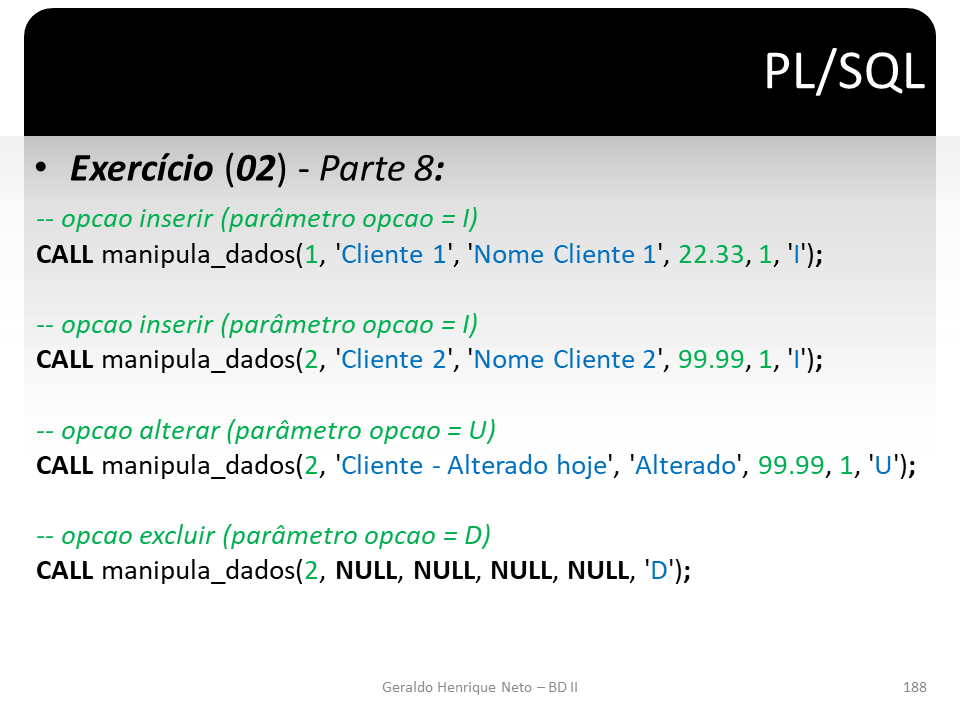 PL/SQL
• Exercício (02) - Parte 8:
-- opcao inserir (parâmetro opcao = I)
CALL manipula_dados(1, 'Cliente 1', 'Nome Cliente 1', 22.33, 1, 'I');
-- opcao inserir (parâmetro opcao = I)
CALL manipula_dados(2, 'Cliente 2', 'Nome Cliente 2', 99.99, 1, 'I');
-- opcao alterar (parâmetro opcao = U)
CALL manipula_dados(2, 'Cliente - Alterado hoje', 'Alterado', 99.99, 1, 'U');
-- opcao excluir (parâmetro opcao = D)
CALL manipula_dados(2, NULL, NULL, NULL, NULL, 'D');
Geraldo Henrique Neto – BD II
188